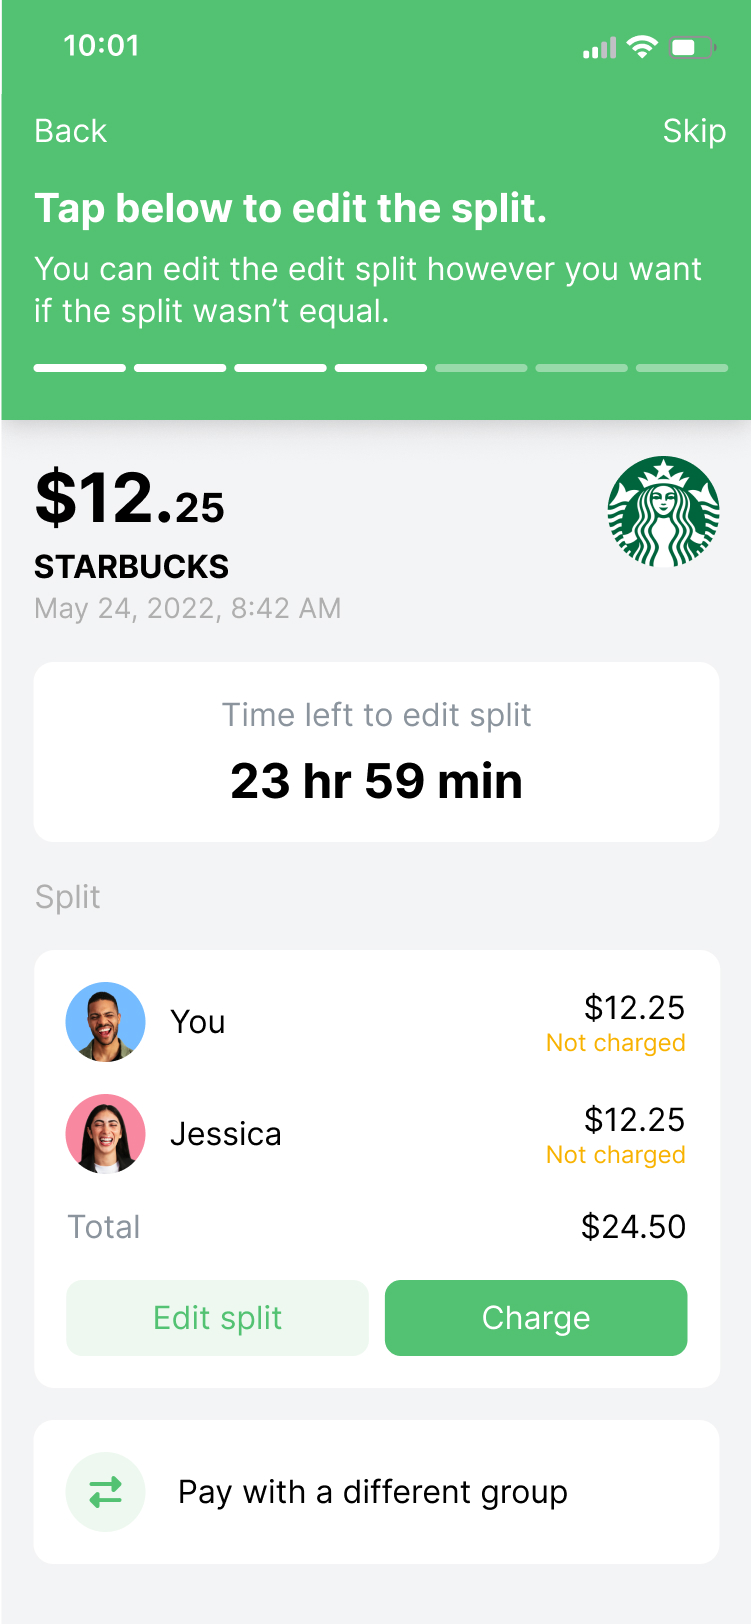 10:01
Back
Skip
Tap below to edit the split.
You can edit the edit split however you want
if the split wasn’t equal.
$12.25
STARBUCKS
May 24, 2022, 8:42 AM
Time left to edit split
23 hr 59 min
Split
You
$12.25
Not charged
Jessica
$12.25
Not charged
Total
$24.50
Edit split
Charge
Pay with a different group